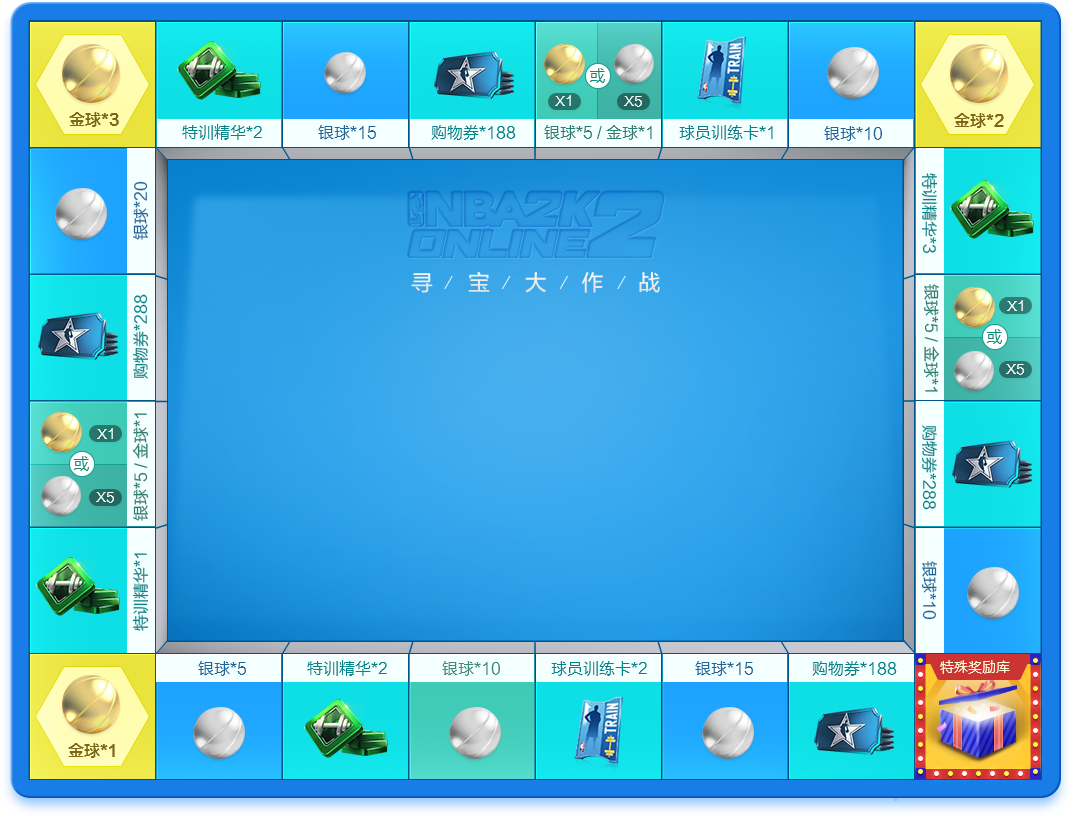 金球*3
特训精华*2
银球*15
购物券*188
或
X1
X5
银球*5 / 金球*1
TRAIN
球员训练卡*1
银球*10
金球*2
银球*20
特训精华*3
NBA2K
ONLINE 2
寻 / 宝 / 大 / 作 / 战
购物券*288
X1
或
X5
银球*5 / 金球*1
X1
或
X5
银球*5 / 金球*1
购物券*288
特训精华*1
银球*10
金球*1
银球*5
特训精华*2
银球*10
球员训练卡*2
TRAIN
银球*15
购物券*188
特殊奖励库